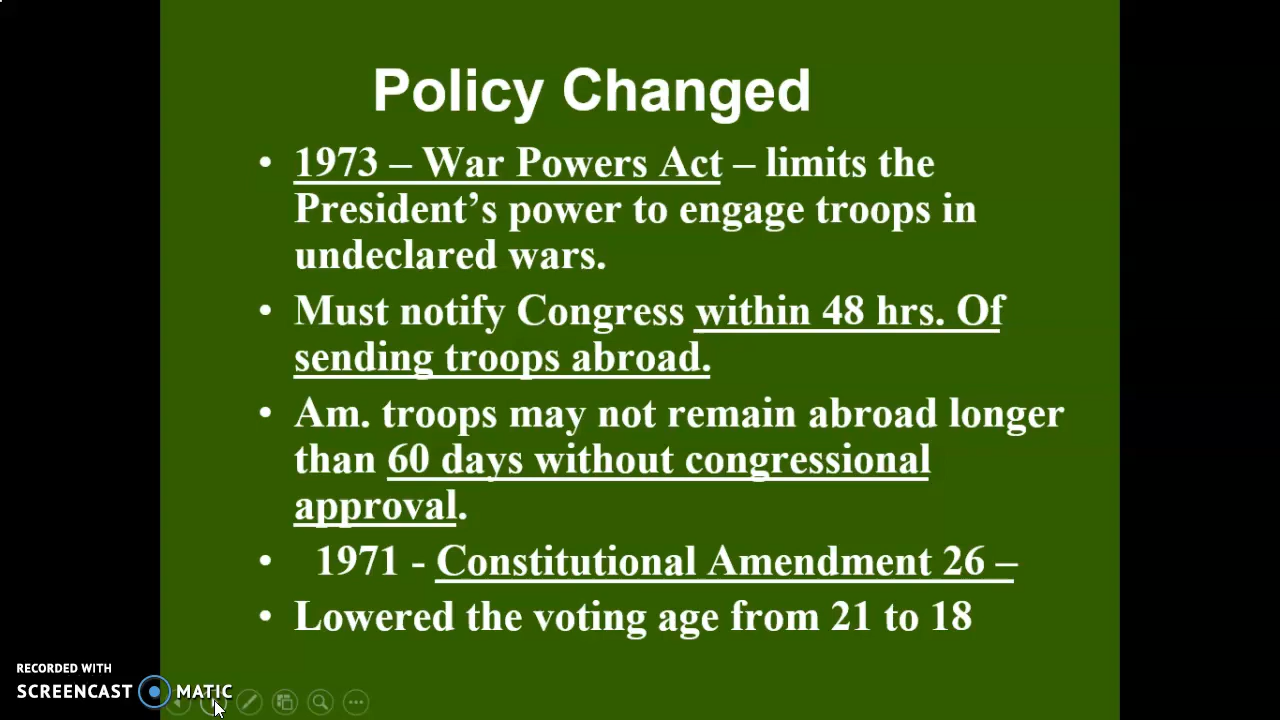 Policy Changed
• 1973 – War Powers Act – limits the
President’s power to engage troops in
undeclared wars.
• Must notify Congress within 48 hrs. Of
sending troops abroad.
• Am. troops may not remain abroad longer
than 60 days without congressional
approval.
• 1971 - Constitutional Amendment 26 –
• Lowered the voting age from 21 to 18
RECORDED WITH
SCREENCAST MATIC